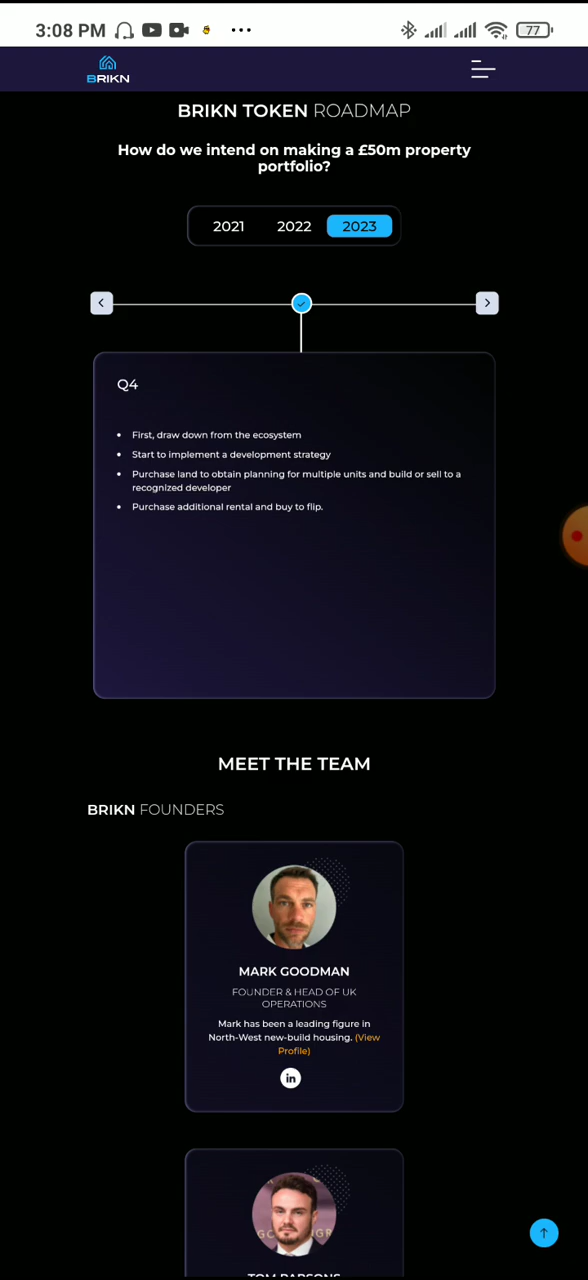 3:08 PM
77
BRIKN
BRIKN TOKEN ROADMAP
How do we intend on making a £50m property
portfolio?
2021 2022 2023
Q4
First, draw down from the ecosystem
Start to implement a development strategy
Purchase land to obtain planning for multiple units and build or sell to a
recognized developer
Purchase additional rental and buy to flip.
MEET THE TEAM
BRIKN FOUNDERS
MARK GOODMAN
FOUNDER & HEAD OF UK
OPERATIONS
Mark has been a leading figure in
North-West new-build housing. (View
Profile)
in
TOM PARSONS